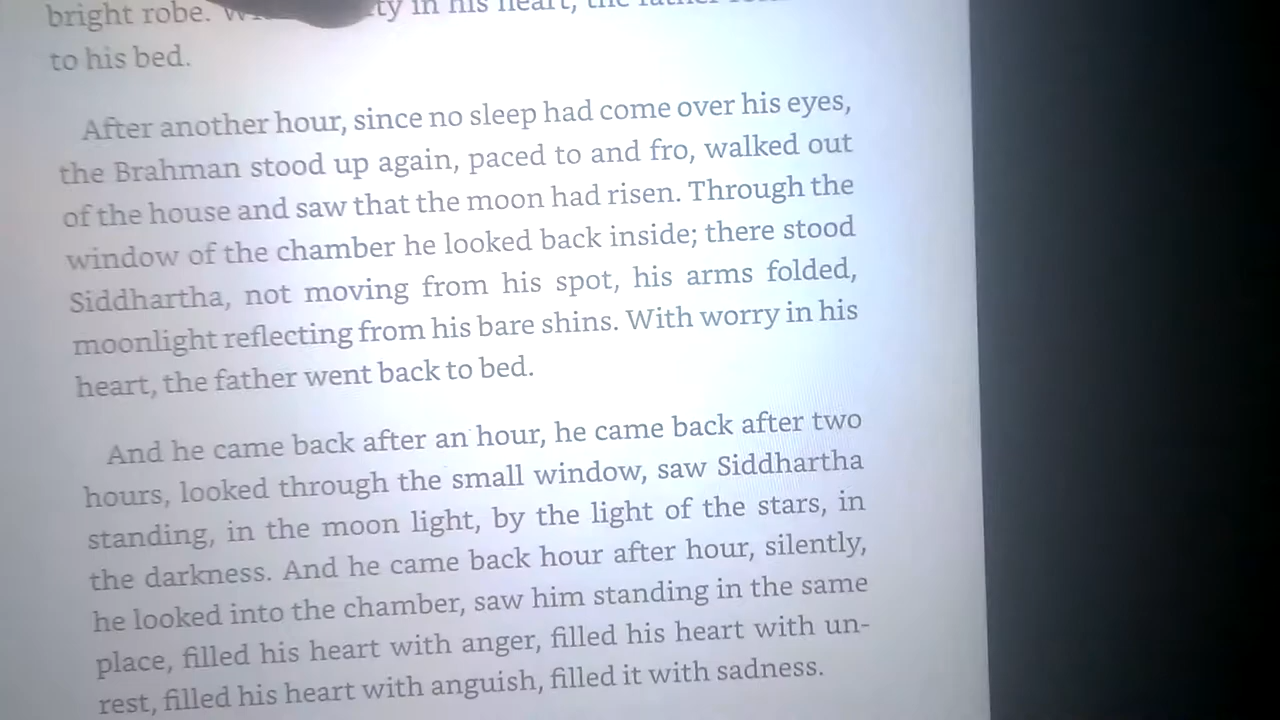 bright robe. ty in his heart, the father
to his bed.
After another hour, since no sleep had come over his eyes,
the Brahman stood up again, paced to and fro, walked out
of the house and saw that the moon had risen. Through the
window of the chamber he looked back inside; there stood
Siddhartha, not moving from his spot, his arms folded,
moonlight reflecting from his bare shins. With worry in his
heart, the father went back to bed.
And he came back after an hour, he came back after two
hours, looked through the small window, saw Siddhartha
standing, in the moon light, by the light of the stars, in
the darkness. And he came back hour after hour, silently,
he looked into the chamber, saw him standing in the same
place, filled his heart with anger, filled his heart with un-
rest, filled his heart with anguish, filled it with sadness.